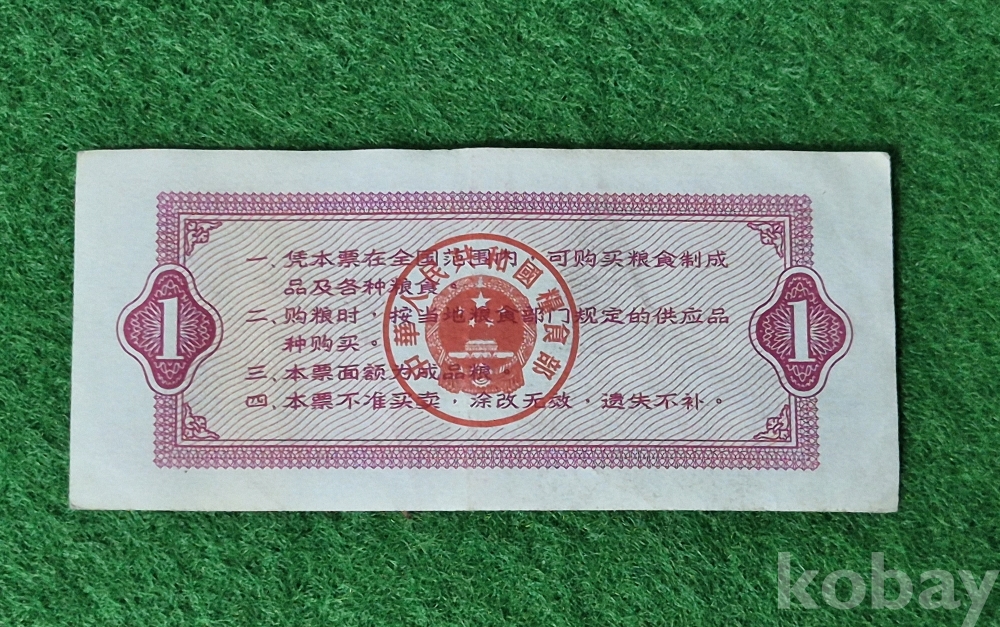 一、凭本票在全国范围内，可购买粮食制成
品及各种粮食。
二、购粮时，按当地粮食部门规定的供应品
种购买。
三、本票面额为成品粮。
四、本票不准买卖，涂改无效，遗失不补。
1
1
中華人民共和國糧食部
kobay